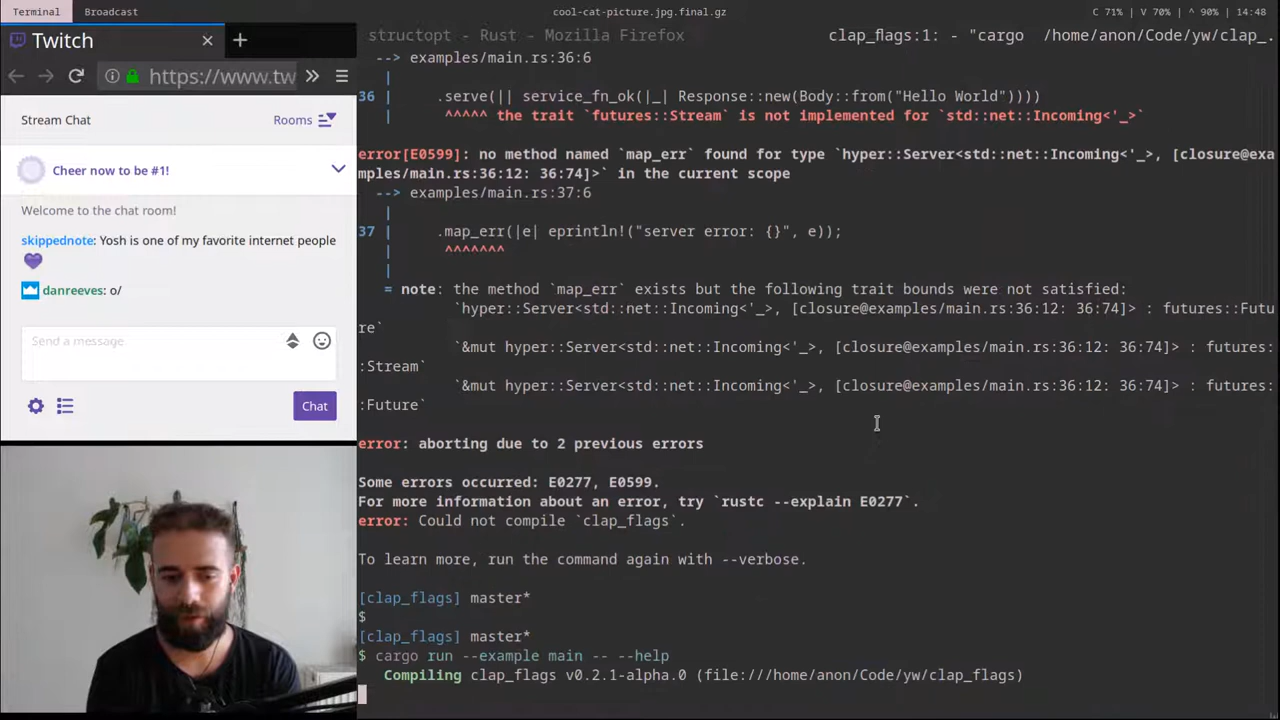 Terminal Broadcast cool-cat-picture.jpg.final.gz C 71% | V 70% | ^ 90% | 14:48
Twitch
structopt - Rust - Mozilla Firefox clap_flags:1: - "cargo /home/anon/Code/yw/clap_.
https://www.tw
Stream Chat
Rooms
Cheer now to be #1!
Welcome to the chat room!
skippednote: Yosh is one of my favorite internet people
danreeves: o/
Send a message
Chat
--> examples/main.rs:36:6
|
36 | .serve(|| service_fn_ok(|_| Response::new(Body::from("Hello World"))))
| ^^^^^ the trait `futures::Stream` is not implemented for `std::net::Incoming<'_>`
error[E0599]: no method named `map_err` found for type `hyper::Server<std::net::Incoming<'_>, [closure@exa
mples/main.rs:36:12: 36:74]>` in the current scope
--> examples/main.rs:37:6
|
37 | .map_err(|e| eprintln!("server error: {}", e));
| ^^^^^^^
|
= note: the method `map_err` exists but the following trait bounds were not satisfied:
`hyper::Server<std::net::Incoming<'_>, [closure@examples/main.rs:36:12: 36:74]> : futures::Futu
re`
`&mut hyper::Server<std::net::Incoming<'_>, [closure@examples/main.rs:36:12: 36:74]> : futures:
:Stream`
`&mut hyper::Server<std::net::Incoming<'_>, [closure@examples/main.rs:36:12: 36:74]> : futures:
:Future`
error: aborting due to 2 previous errors
Some errors occurred: E0277, E0599.
For more information about an error, try `rustc --explain E0277`.
error: Could not compile `clap_flags`.
To learn more, run the command again with --verbose.
[clap_flags] master*
$
[clap_flags] master*
$ cargo run --example main -- --help
Compiling clap_flags v0.2.1-alpha.0 (file:///home/anon/Code/yw/clap_flags)